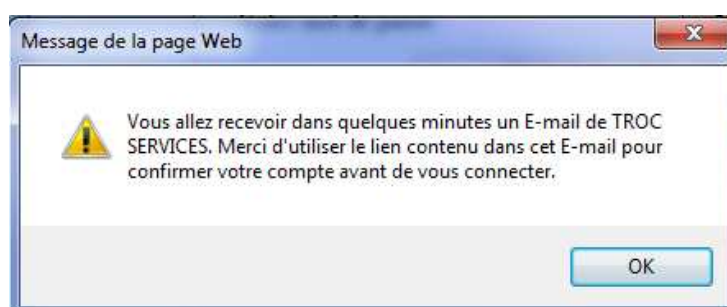 Message de la page Web
Vous allez recevoir dans quelques minutes un E-mail de TROC
SERVICES. Merci d'utiliser le lien contenu dans cet E-mail pour
confirmer votre compte avant de vous connecter.
OK